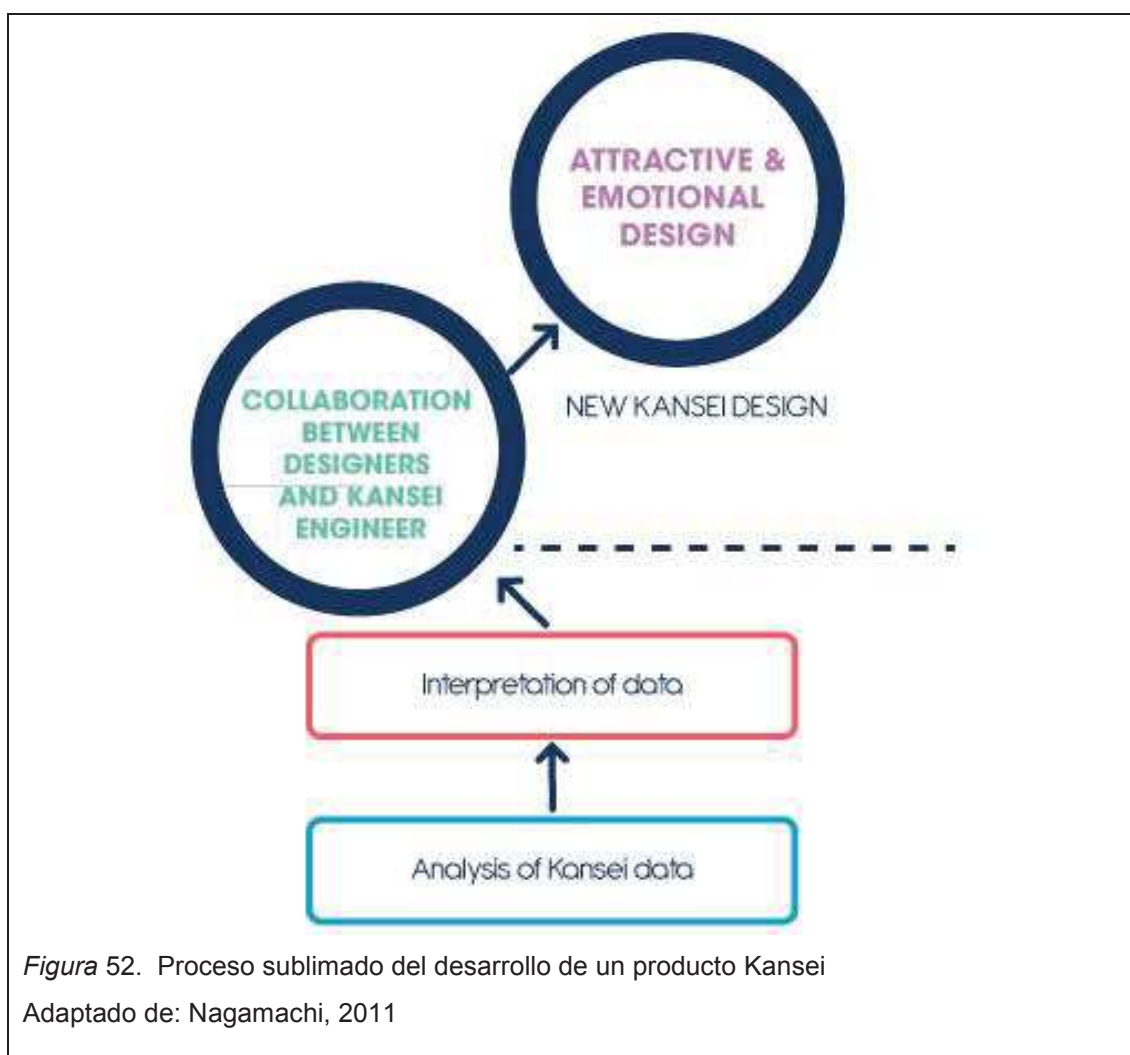 ATTRACTIVE &
EMOTIONAL
DESIGN
COLLABORATION
BETWEEN
DESIGNERS
AND KANSEI
ENGINEER
NEW KANSEI DESIGN
Interpretation of data
Analysis of Kansei data
Figura 52. Proceso sublimado del desarrollo de un producto Kansei
Adaptado de: Nagamachi, 2011